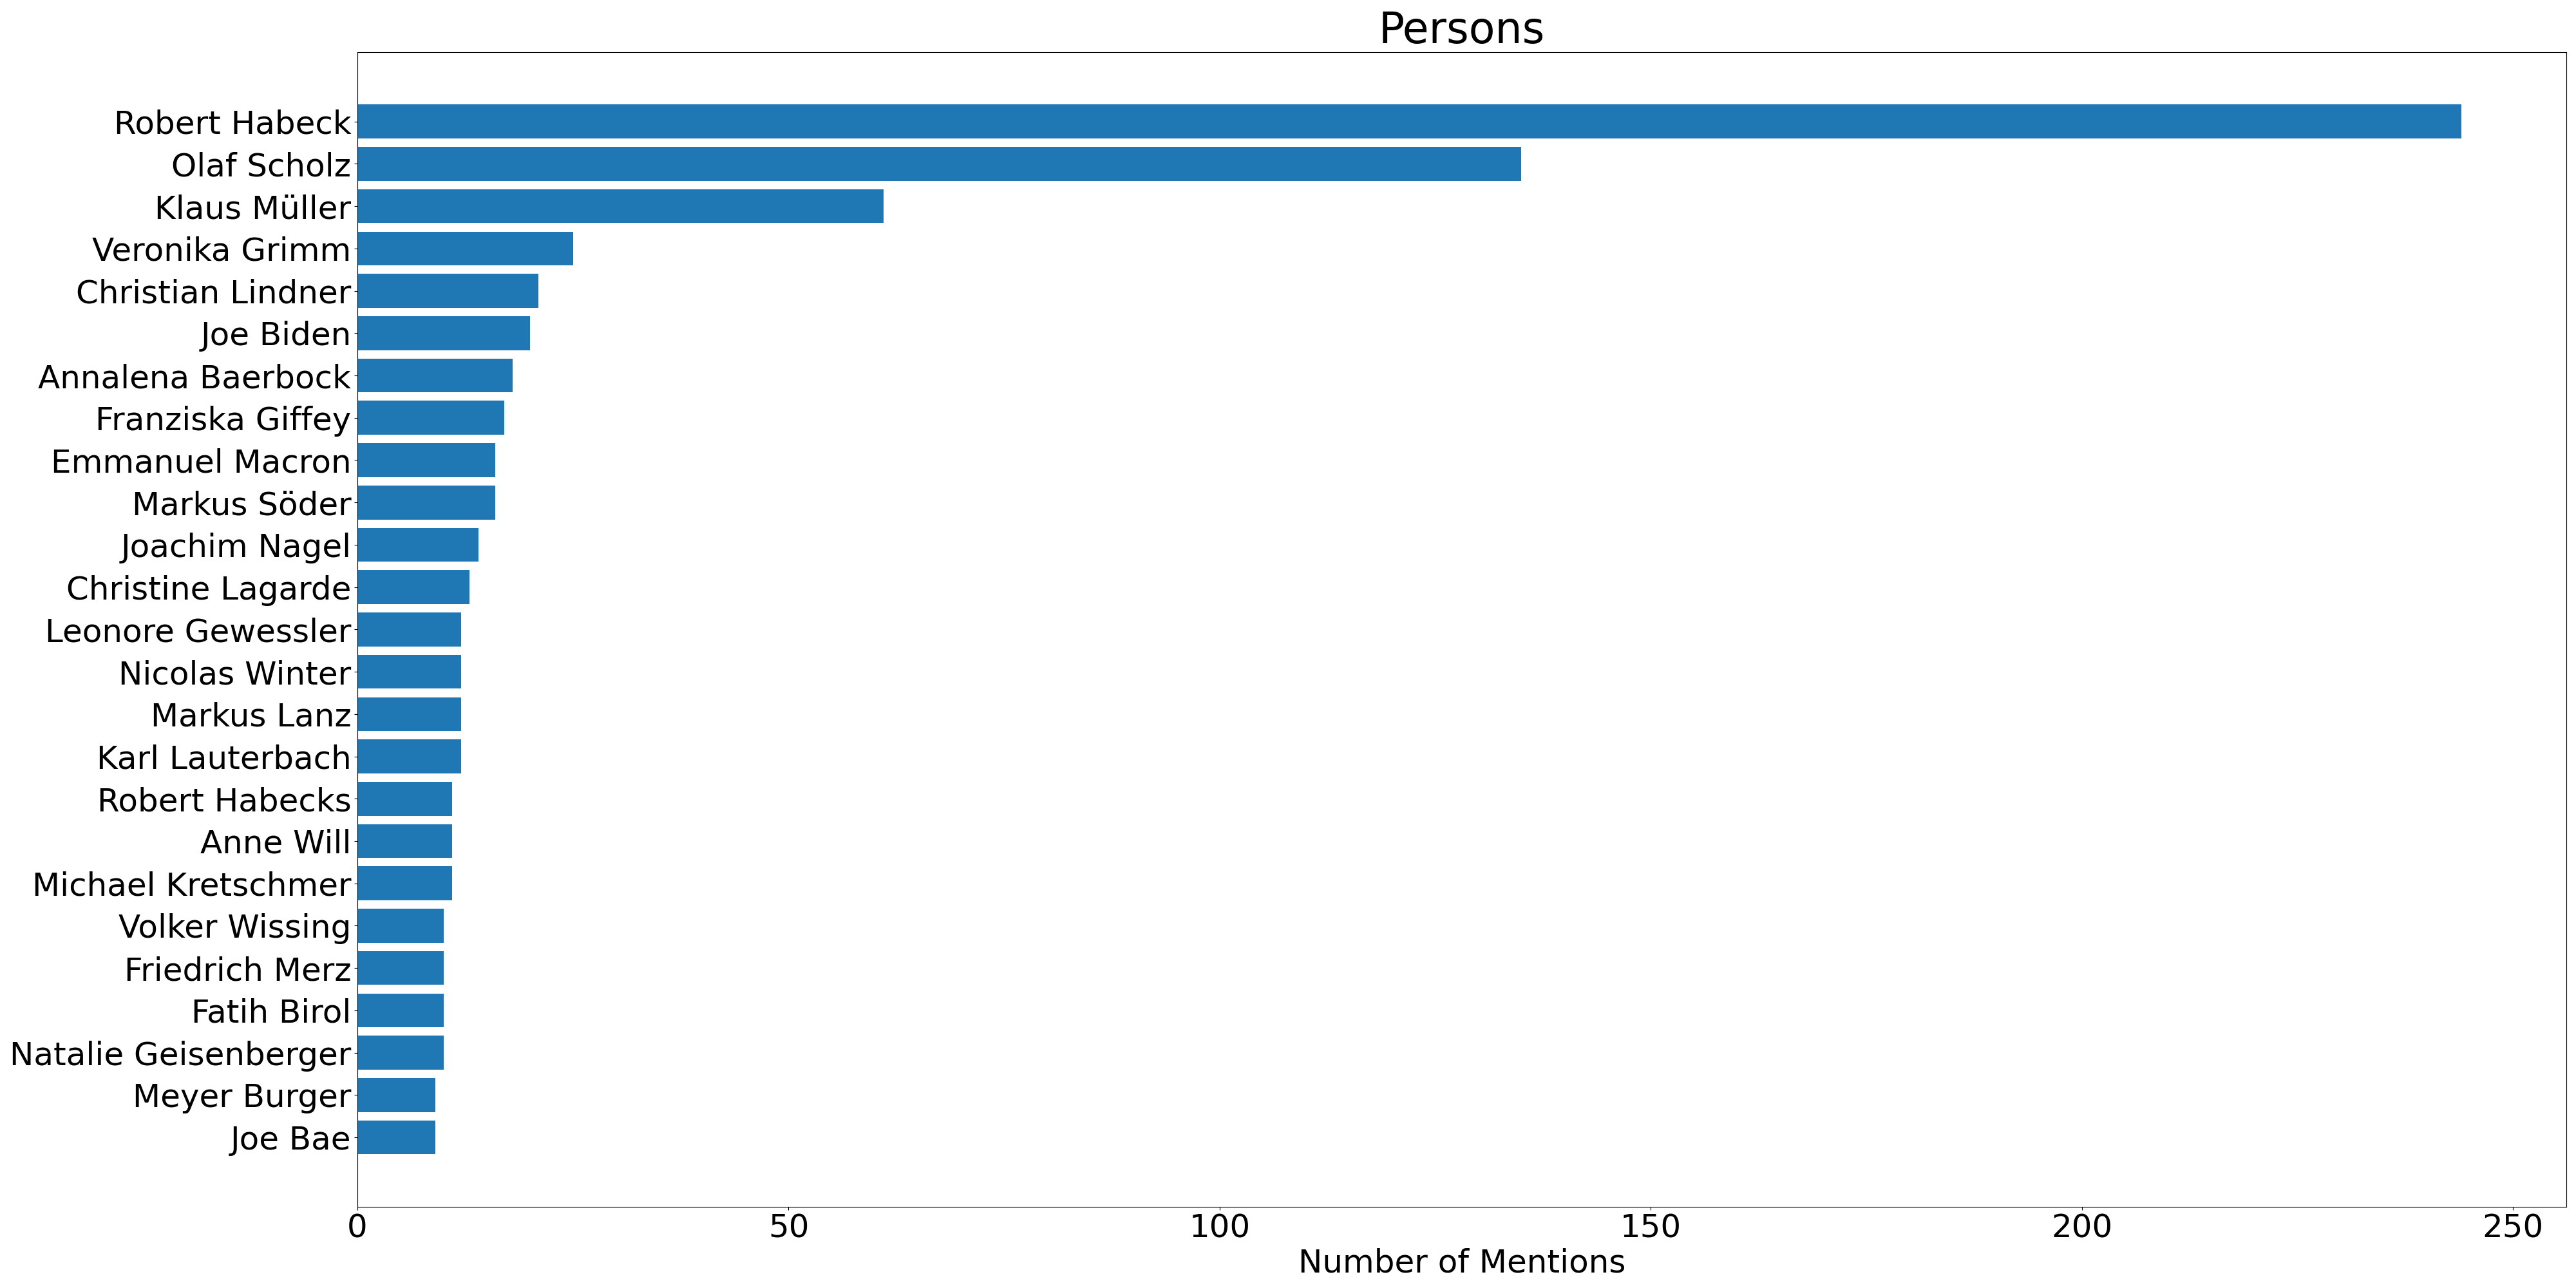 Persons
Robert Habeck
Olaf Scholz
Klaus Müller
Veronika Grimm
Christian Lindner
Joe Biden
Annalena Baerbock
Franziska Giffey
Emmanuel Macron
Markus Söder
Joachim Nagel
Christine Lagarde
Leonore Gewessler
Nicolas Winter
Markus Lanz
Karl Lauterbach
Robert Habecks
Anne Will
Michael Kretschmer
Volker Wissing
Friedrich Merz
Fatih Birol
Natalie Geisenberger
Meyer Burger
Joe Bae
0 50 100 150 200 250
Number of Mentions